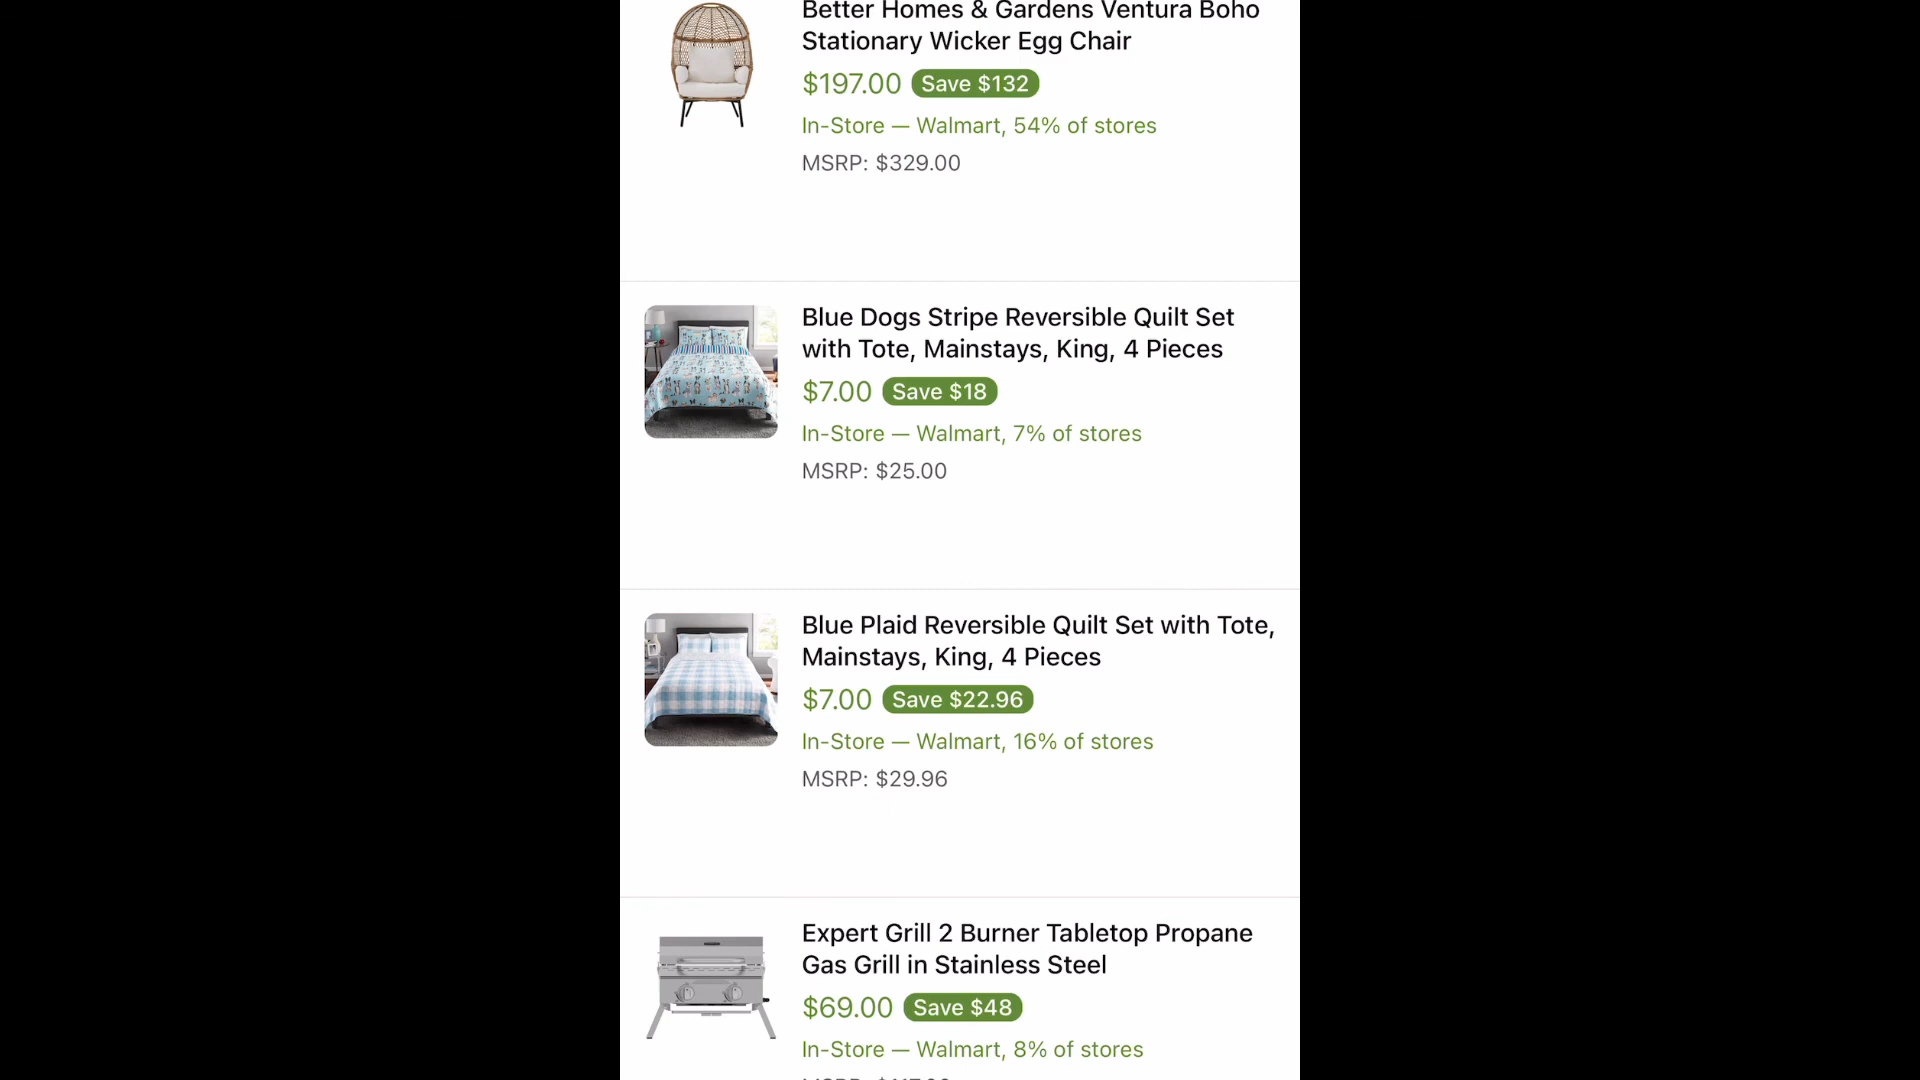 Better Homes & Gardens Ventura Boho
Stationary Wicker Egg Chair
$197.00 Save $132
In-Store — Walmart, 54% of stores
MSRP: $329.00
Blue Dogs Stripe Reversible Quilt Set
with Tote, Mainstays, King, 4 Pieces
$7.00 Save $18
In-Store — Walmart, 7% of stores
MSRP: $25.00
Blue Plaid Reversible Quilt Set with Tote,
Mainstays, King, 4 Pieces
$7.00 Save $22.96
In-Store — Walmart, 16% of stores
MSRP: $29.96
Expert Grill 2 Burner Tabletop Propane
Gas Grill in Stainless Steel
$69.00 Save $48
In-Store — Walmart, 8% of stores